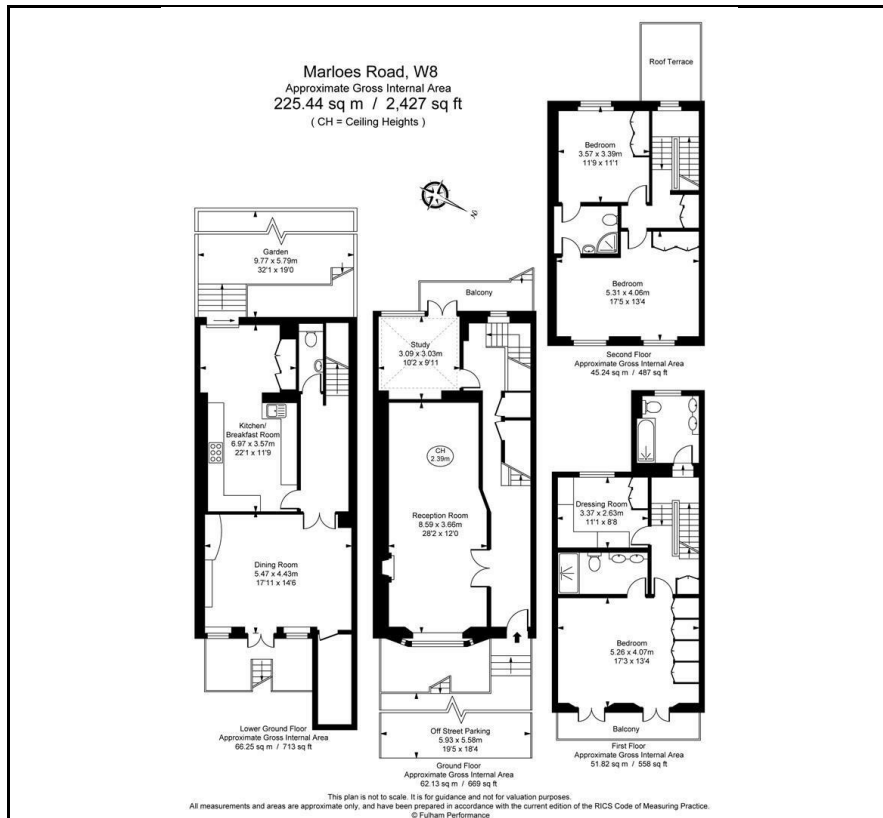 Marloes Road, W8
Approximate Gross Internal Area
225.44 sq m / 2,427 sq ft
( CH = Ceiling Heights )
N
Garden
9.77 x 5.79m
32'1 x 19'0
Kitchen/
Breakfast Room
6.97 x 3.57m
22'1 x 11'9
Dining Room
5.47 x 4.43m
17'11 x 14'6
Lower Ground Floor
Approximate Gross Internal Area
66.25 sq m / 713 sq ft
Balcony
Study
3.09 x 3.03m
10'2 x 9'11
CH
2.39m
Reception Room
8.59 x 3.66m
28'2 x 12'0
Off Street Parking
5.93 x 5.58m
19'5 x 18'4
Ground Floor
Approximate Gross Internal Area
62.13 sq m / 669 sq ft
Roof Terrace
Bedroom
3.57 x 3.39m
11'9 x 11'1
Bedroom
5.31 x 4.06m
17'5 x 13'4
Second Floor
Approximate Gross Internal Area
45.24 sq m / 487 sq ft
Dressing Room
3.37 x 2.63m
11'1 x 8'8
Bedroom
5.26 x 4.07m
17'3 x 13'4
Balcony
First Floor
Approximate Gross Internal Area
51.82 sq m / 558 sq ft
This plan is not to scale. It is for guidance and not for valuation purposes.
All measurements and areas are approximate only, and have been prepared in accordance with the current edition of the RICS Code of Measuring Practice.
© Fulham Performance